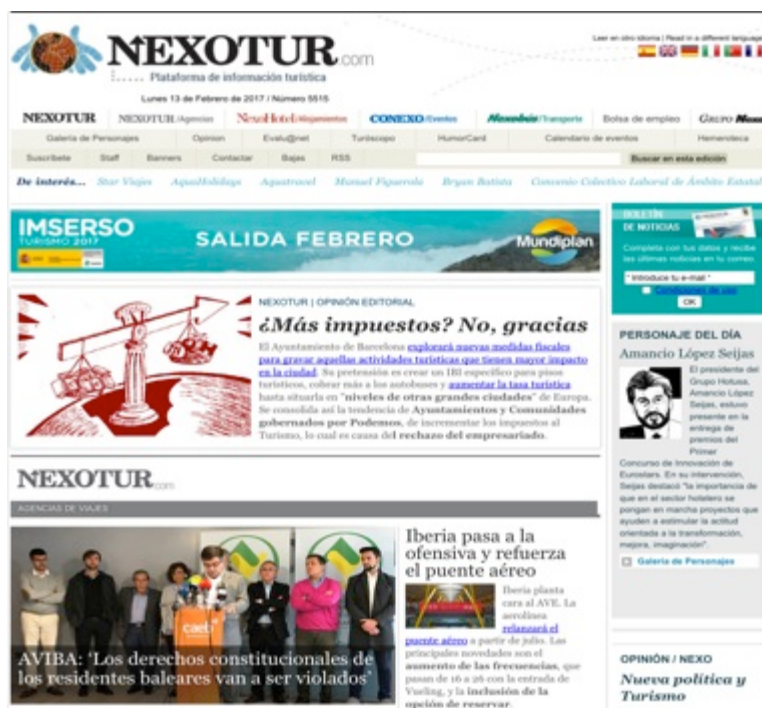 NEXOTUR.com
Plataforma de información turística
Leer en otro idioma | Read in a different language
Lunes 13 de Febrero de 2017 / Número 5515
NEXOTUR NEXOTUR/Agencias NexoHotel/Alojamientos CONEXO/Eventos Nexobús/Transporte Bolsa de empleo GRUPO NEXO
Galería de Personajes Opinion Evalu@net Turiscopo HumorCard Calendario de eventos Hemeroteca
Suscríbete Staff Banners Contactar Bajas RSS Buscar en esta edición
De interés... Star Viajes AquaHolidays Aquatravel Manuel Figuerola Bryan Batista Convenio Colectivo Laboral de Ámbito Estatal
IMSERSO
TURISMO 2017
SALIDA FEBRERO
Mundiplan
BOLETÍN
DE NOTICIAS
Completa con tus datos y recibe
las últimas noticias en tu correo.
* Introduce tu e-mail *
Condiciones de uso
OK
NEXOTUR | OPINIÓN EDITORIAL
¿Más impuestos? No, gracias
El Ayuntamiento de Barcelona explorará nuevas medidas fiscales
para gravar aquellas actividades turísticas que tienen mayor impacto
en la ciudad. Su pretensión es crear un IBI específico para pisos
turísticos, cobrar más a los autobuses y aumentar la tasa turística
hasta situarla en "niveles de otras grandes ciudades" de Europa.
Se consolida así la tendencia de Ayuntamientos y Comunidades
gobernados por Podemos, de incrementar los impuestos al
Turismo, lo cual es causa del rechazo del empresariado.
PERSONAJE DEL DÍA
Amancio López Seijas
El presidente del
Grupo Hotusa,
Amancio López
Seijas, estuvo
presente en la
entrega de
premios del
Primer
Concurso de Innovación de
Eurostars. En su intervención,
Seijas destacó "la importancia de
que en el sector hotelero se
pongan en marcha proyectos que
ayuden a estimular la actitud
orientada a la transformación,
mejora, imaginación".
Galería de Personajes
NEXOTUR.com
AGENCIAS DE VIAJES
caeb
AVIBA: 'Los derechos constitucionales de
los residentes baleares van a ser violados'
Iberia pasa a la
ofensiva y refuerza
el puente aéreo
Iberia planta
cara al AVE. La
aerolínea
relanzará el
puente aéreo a partir de julio. Las
principales novedades son el
aumento de las frecuencias, que
pasan de 16 a 26 con la entrada de
Vueling, y la inclusión de la
opción de reservar.
OPINIÓN / NEXO
Nueva política y
Turismo